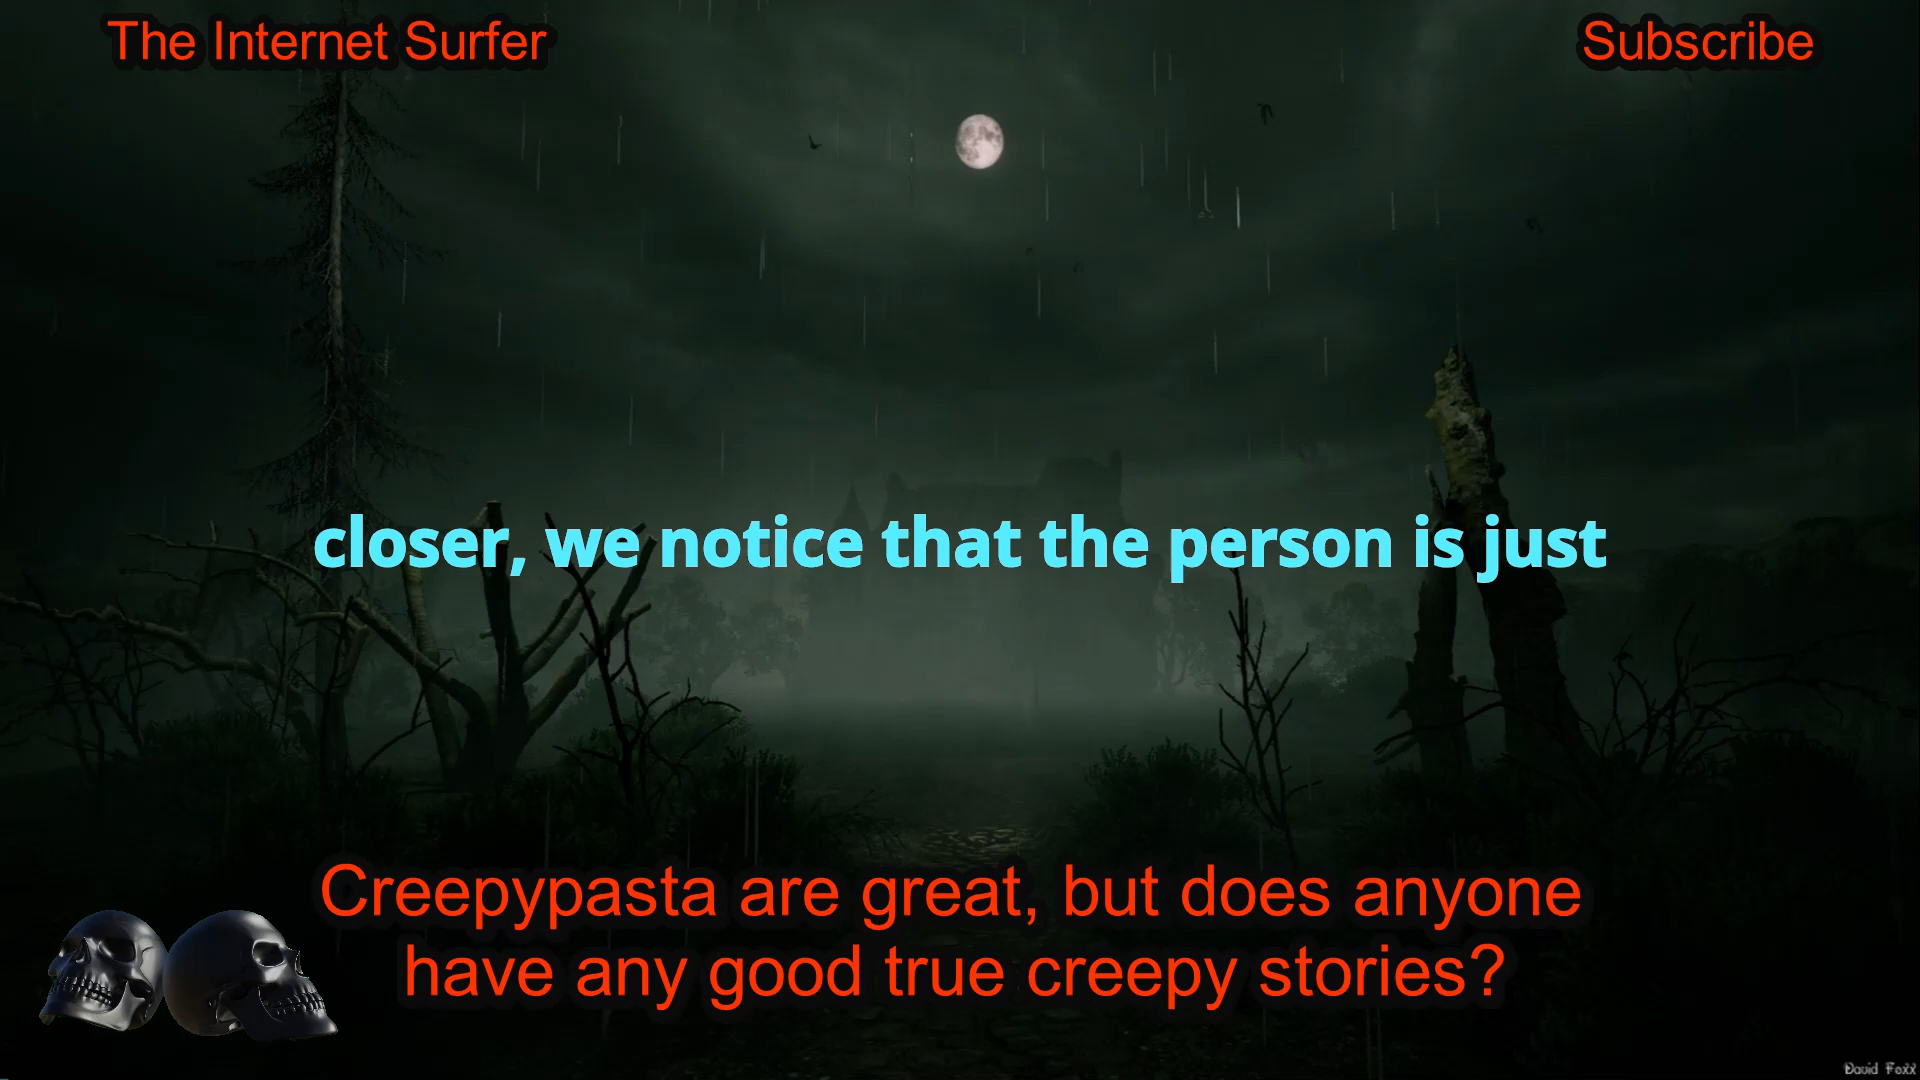 The Internet Surfer
Subscribe
closer, we notice that the person is just
Creepypasta are great, but does anyone
have any good true creepy stories?
David Foxx